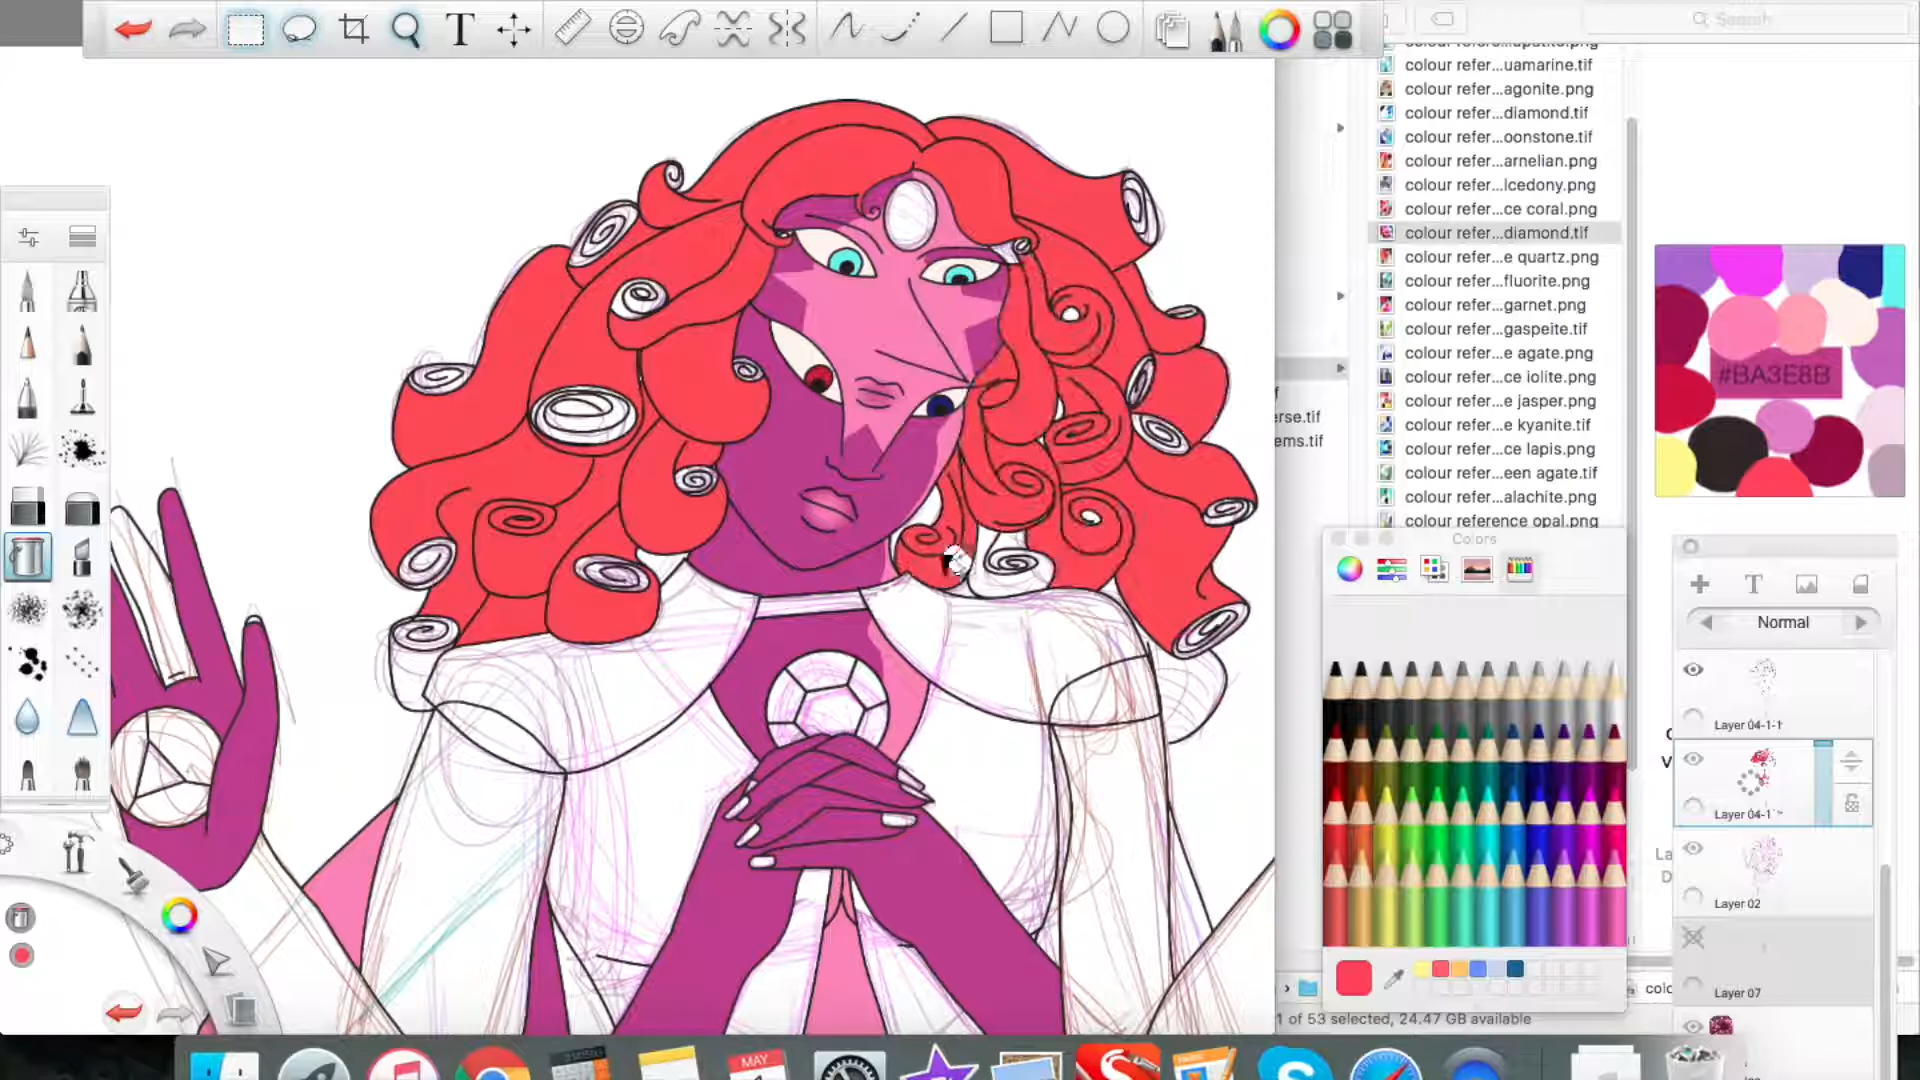 Search
colour refer...uamarine.tif
colour refer...agonite.png
colour refer...diamond.tif
colour refer...oonstone.tif
colour refer...arnelian.png
colour refer...lcedony.png
colour refer...ce coral.png
colour refer...diamond.tif
colour refer...e quartz.png
colour refer...fluorite.png
colour refer...garnet.png
colour refer...gaspeite.tif
colour refer...e agate.png
colour refer...ce iolite.png
colour refer...e jasper.png
colour refer...e kyanite.tif
colour refer...ce lapis.png
colour refer...een agate.tif
colour refer...alachite.png
colour reference opal.png
erse.tif
ems.tif
#BA3E8B
Colors
Normal
Layer 04-1-1
Layer 04-1
Layer 02
Layer 07
1 of 53 selected, 24.47 GB available
MAY